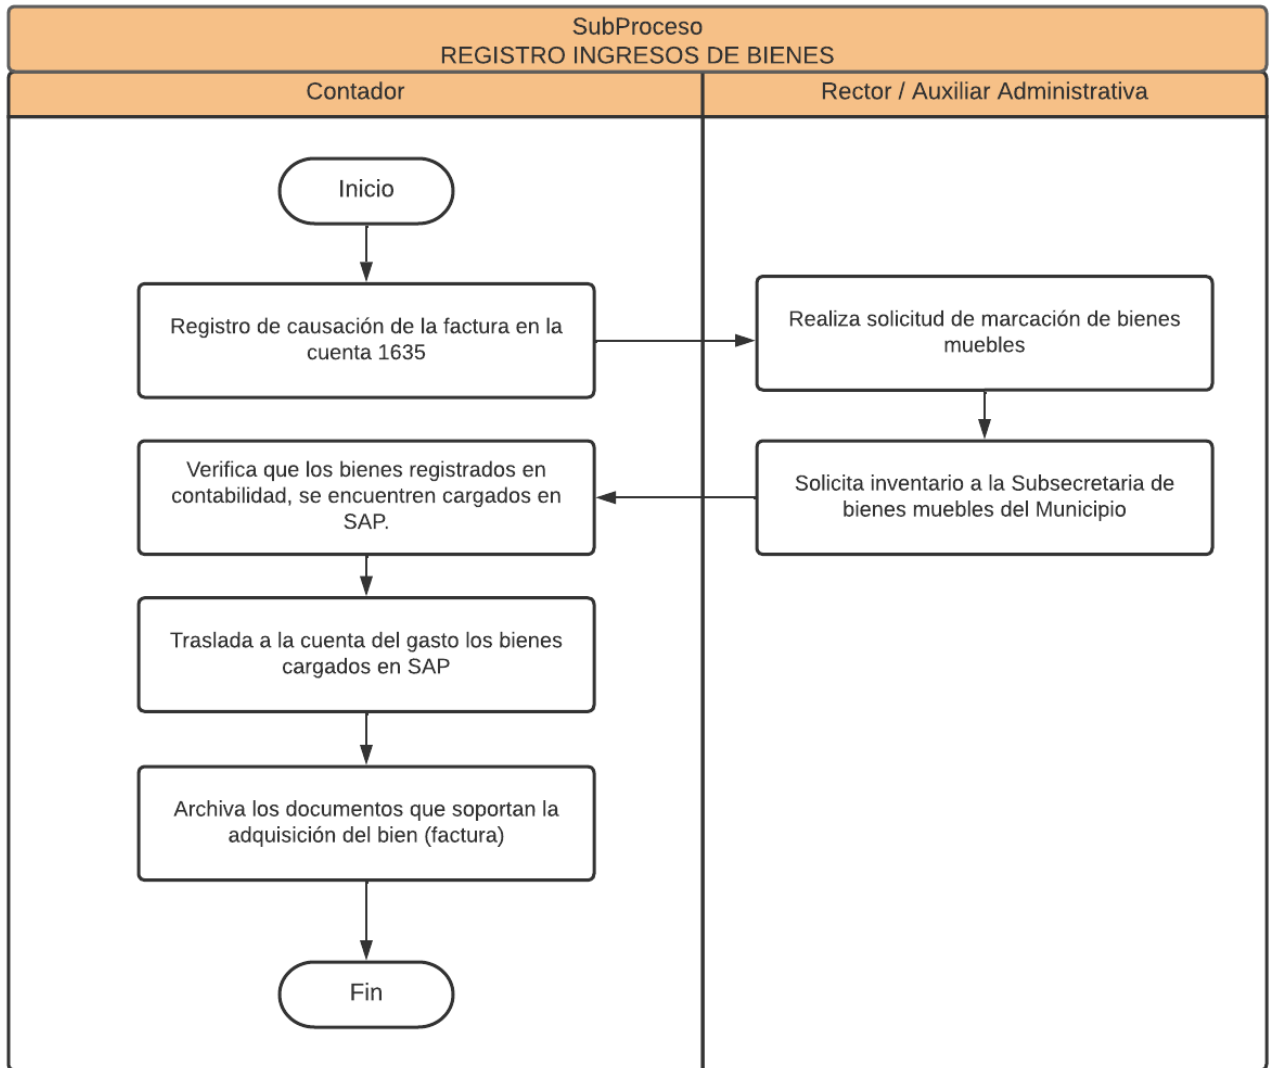 SubProceso
REGISTRO INGRESOS DE BIENES
Contador
Rector / Auxiliar Administrativa
Inicio
Registro de causación de la factura en la
cuenta 1635
Realiza solicitud de marcación de bienes
muebles
Solicita inventario a la Subsecretaria de
bienes muebles del Municipio
Verifica que los bienes registrados en
contabilidad, se encuentren cargados en
SAP.
Traslada a la cuenta del gasto los bienes
cargados en SAP
Archiva los documentos que soportan la
adquisición del bien (factura)
Fin